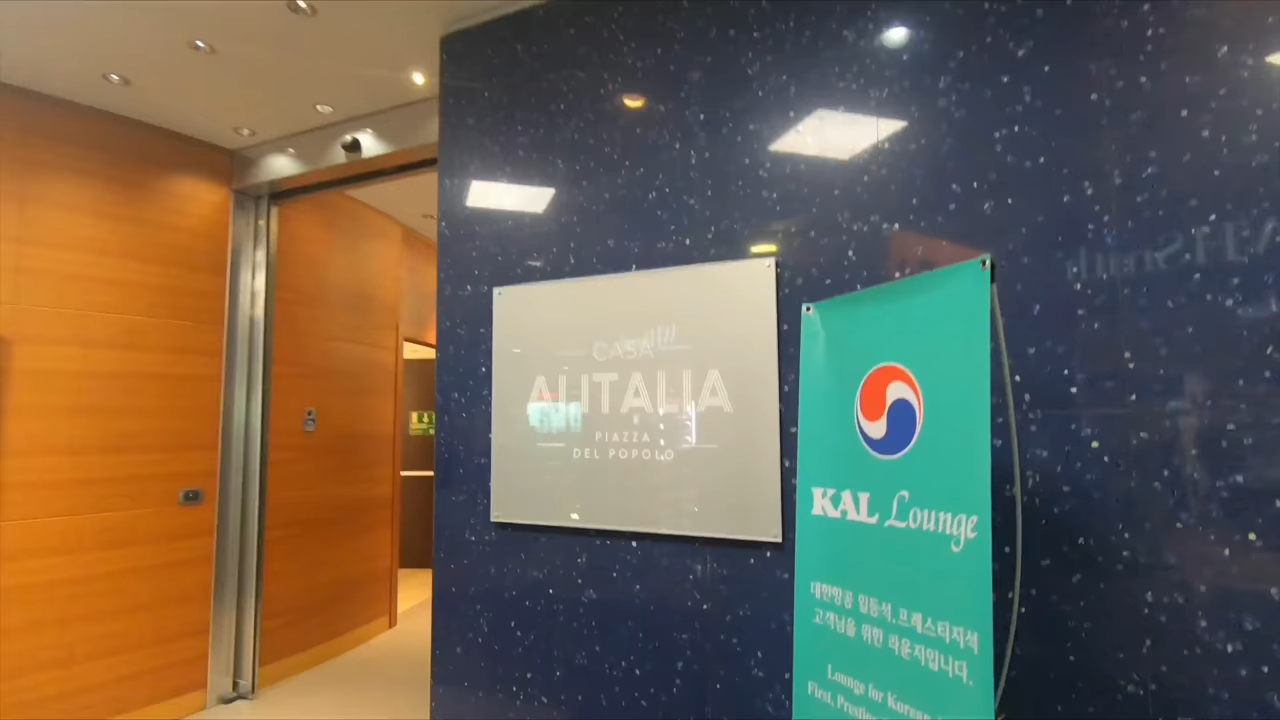 CASA
ALITALIA
PIAZZA
DEL POPOLO
KAL Lounge
대한항공 일등석, 프레스티지석
고객님을 위한 라운지입니다.
Lounge for Korean
First, Prestige